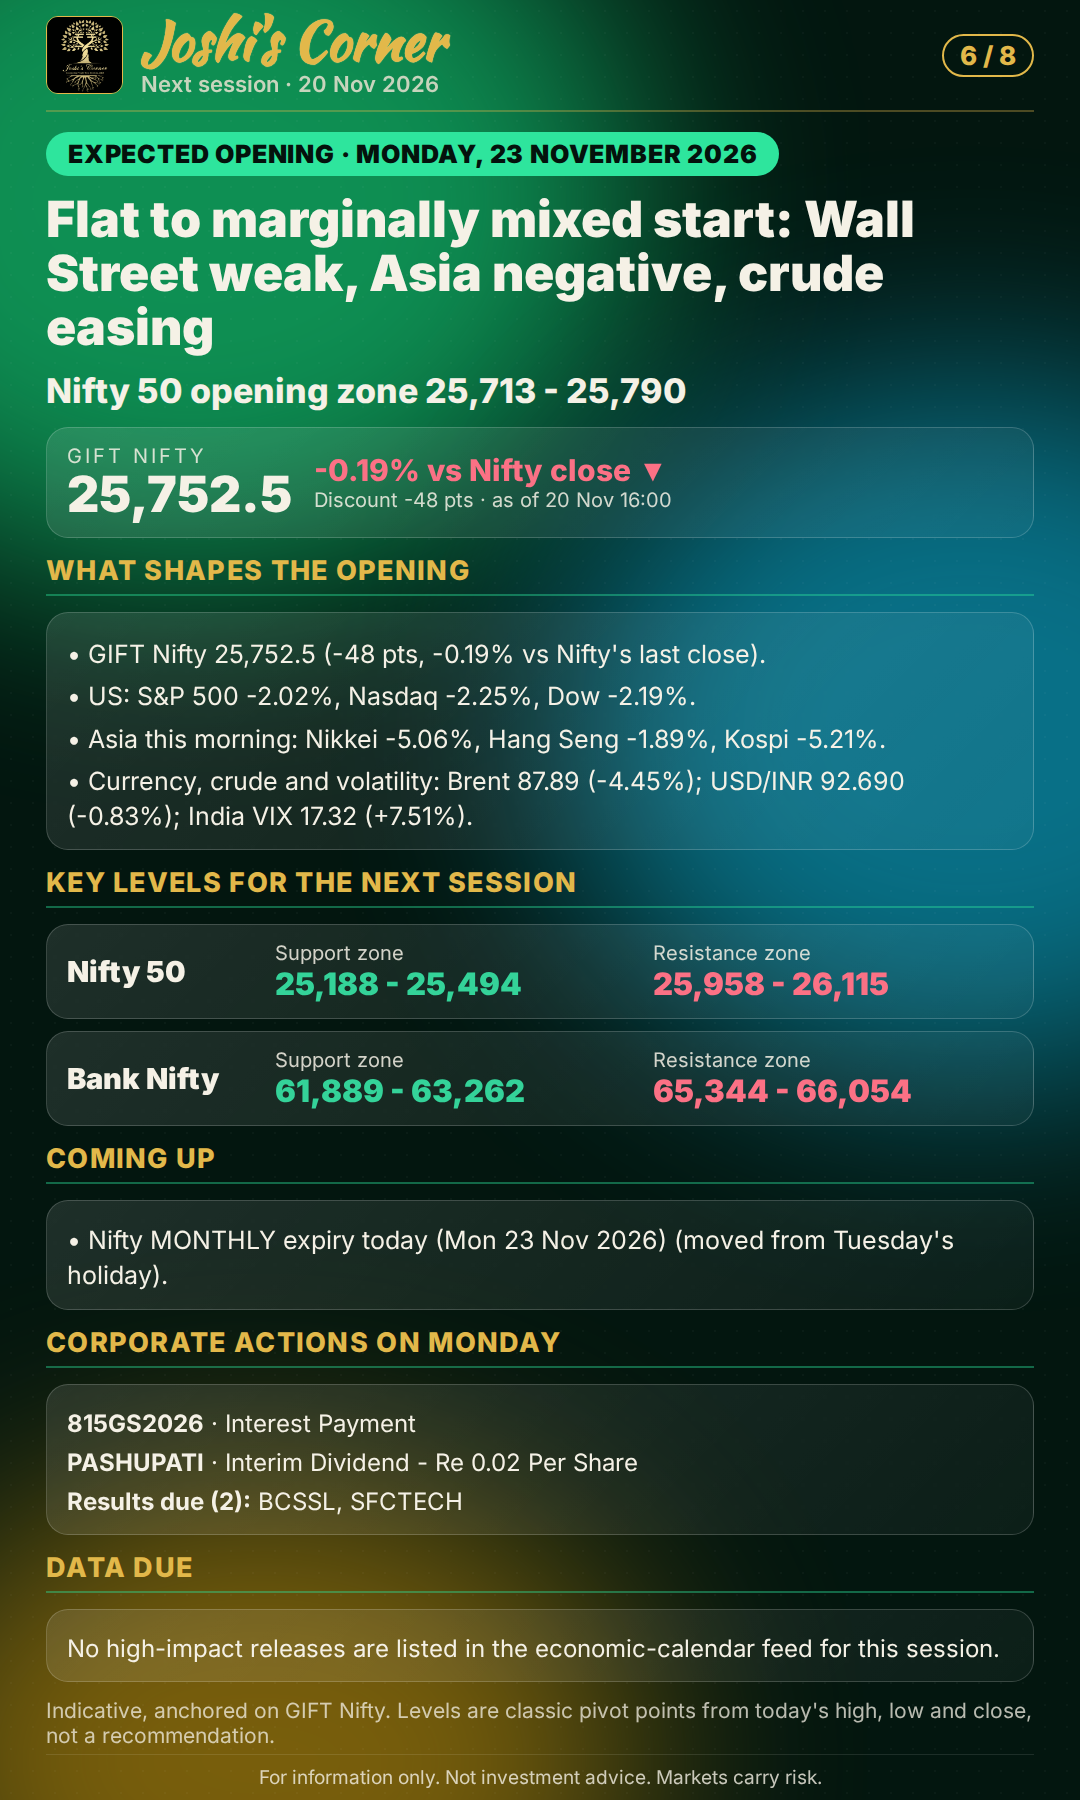 Joshi's Corner
Next session · 20 Nov 2026
6 / 8
EXPECTED OPENING · MONDAY, 23 NOVEMBER 2026
Flat to marginally mixed start: Wall
Street weak, Asia negative, crude
easing
Nifty 50 opening zone 25,713 - 25,790
GIFT NIFTY
25,752.5
-0.19% vs Nifty close ▼
Discount -48 pts · as of 20 Nov 16:00
WHAT SHAPES THE OPENING
• GIFT Nifty 25,752.5 (-48 pts, -0.19% vs Nifty's last close).
• US: S&P 500 -2.02%, Nasdaq -2.25%, Dow -2.19%.
• Asia this morning: Nikkei -5.06%, Hang Seng -1.89%, Kospi -5.21%.
• Currency, crude and volatility: Brent 87.89 (-4.45%); USD/INR 92.690
(-0.83%); India VIX 17.32 (+7.51%).
KEY LEVELS FOR THE NEXT SESSION
Nifty 50
Support zone
25,188 - 25,494
Resistance zone
25,958 - 26,115
Bank Nifty
Support zone
61,889 - 63,262
Resistance zone
65,344 - 66,054
COMING UP
• Nifty MONTHLY expiry today (Mon 23 Nov 2026) (moved from Tuesday's
holiday).
CORPORATE ACTIONS ON MONDAY
815GS2026 · Interest Payment
PASHUPATI · Interim Dividend - Re 0.02 Per Share
Results due (2): BCSSL, SFCTECH
DATA DUE
No high-impact releases are listed in the economic-calendar feed for this session.
Indicative, anchored on GIFT Nifty. Levels are classic pivot points from today's high, low and close,
not a recommendation.
For information only. Not investment advice. Markets carry risk.